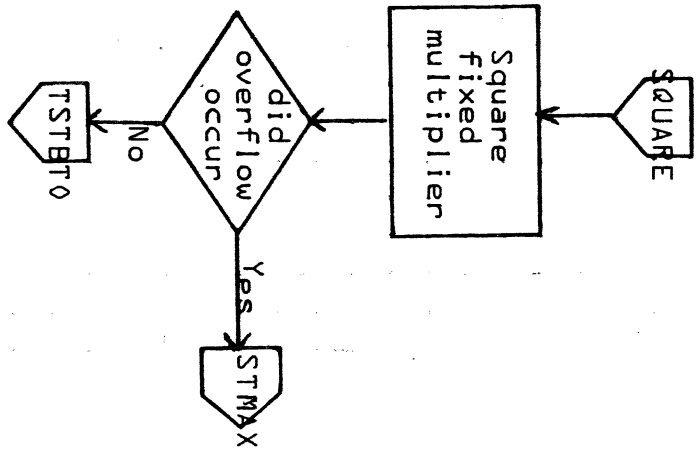 SQUARE
Square
fixed
multiplier
did
overflow
occur
Yes
STMAX
No
TSTBTO